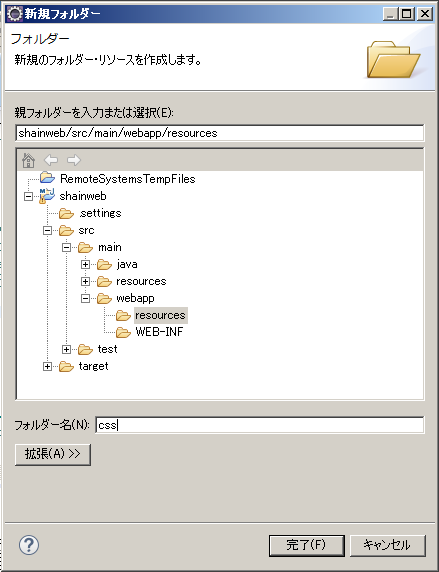 新規フォルダー
フォルダー
新規のフォルダー・リソースを作成します。
親フォルダーを入力または選択(E):
shainweb/src/main/webapp/resources
RemoteSystemsTempFiles
shainweb
.settings
src
main
java
resources
webapp
resources
WEB-INF
test
target
フォルダー名(N): css
拡張(A) >>
? 完了(F) キャンセル